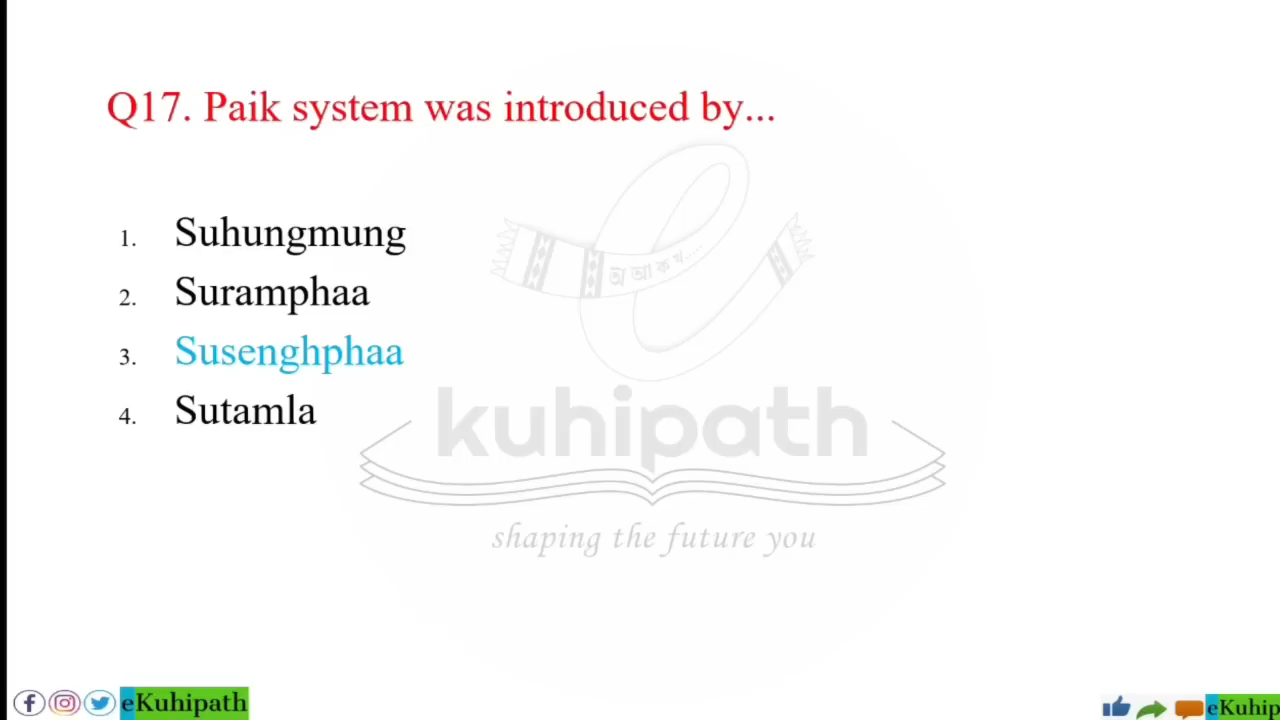 Q17. Paik system was introduced by...
1. Suhungmung
2. Suramphaa
3. Susenghphaa
4. Sutamla
অ আ ক খ.....
kuhipath
shaping the future you
eKuhipath
eKuhip